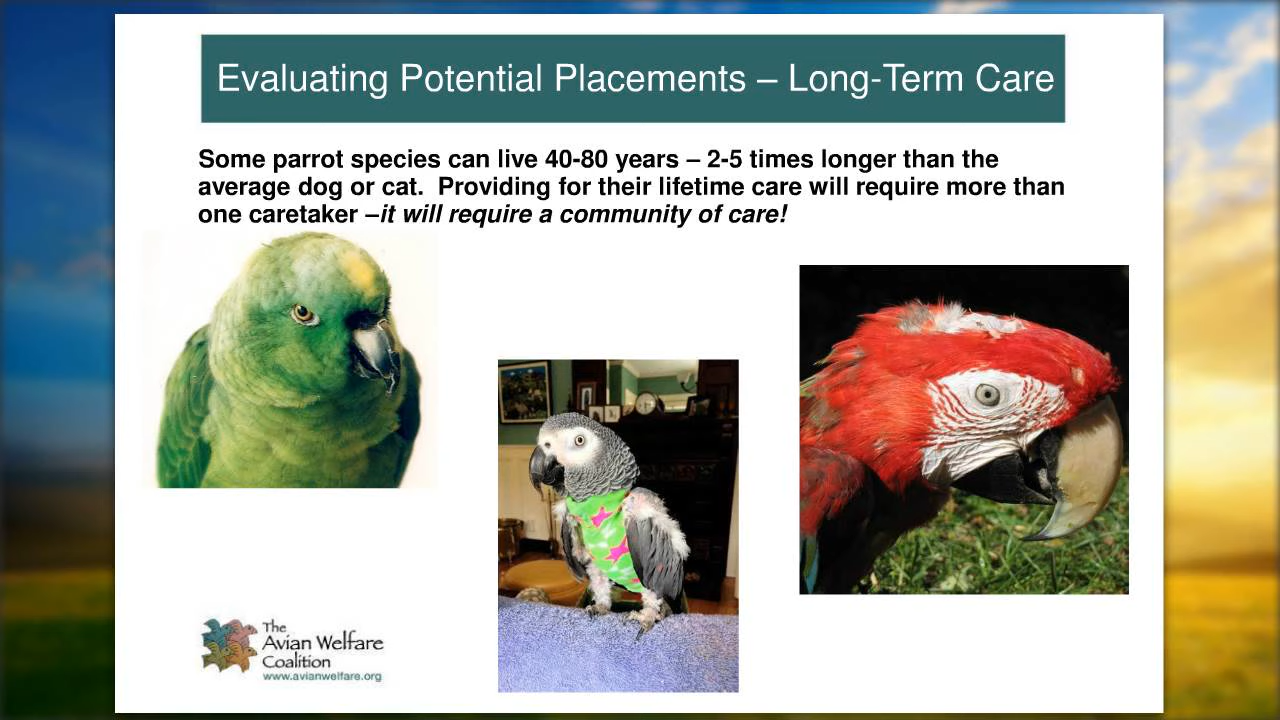 Evaluating Potential Placements – Long-Term Care
Some parrot species can live 40-80 years – 2-5 times longer than the
average dog or cat.  Providing for their lifetime care will require more than
one caretaker –it will require a community of care!
The
Avian Welfare
Coalition
www.avianwelfare.org